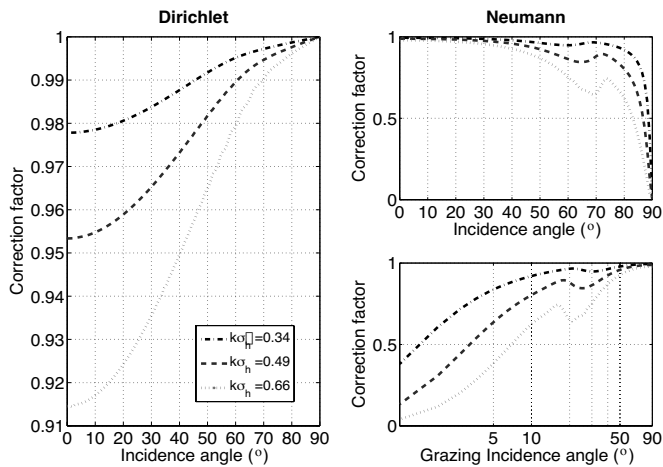 Dirichlet
Correction factor
1
0.99
0.98
0.97
0.96
0.95
0.94
0.93
0.92
0.91
0 10 20 30 40 50 60 70 80 90
Incidence angle (º)
kσh=0.34
kσh=0.49
kσh=0.66
Neumann
Correction factor
1
0.5
0
0 10 20 30 40 50 60 70 80 90
Incidence angle (º)
Correction factor
1
0.5
0
5 10 50 90
Grazing Incidence angle (º)